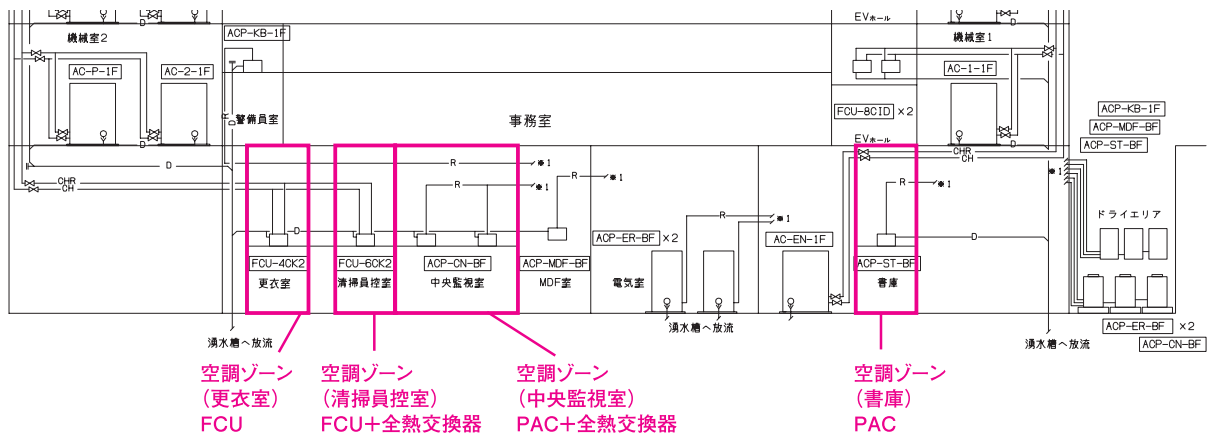 D
D
EVホール
D
機械室2
ACP-KB-1F
機械室1
AC-P-1F
AC-2-1F
AC-1-1F
FCU-8CID ×2
ACP-KB-1F
ACP-MDF-BF
ACP-ST-BF
R
D
警備員室
事務室
EVホール
D
D
CHR
CH
D
R
※1
※1
CHR
CH
R
※1
R
※1
R
※1
R
※1
ドライエリア
D
D
ACP-ER-BF ×2
AC-EN-1F
FCU-4CK2
FCU-6CK2
ACP-CN-BF
ACP-MDF-BF
ACP-ST-BF
更衣室
清掃員控室
中央監視室
MDF室
電気室
書庫
湧水槽へ放流
湧水槽へ放流
湧水槽へ放流
ACP-ER-BF ×2
ACP-CN-BF
空調ゾーン
(更衣室)
FCU
空調ゾーン
(清掃員控室)
FCU+全熱交換器
空調ゾーン
(中央監視室)
PAC+全熱交換器
空調ゾーン
(書庫)
PAC